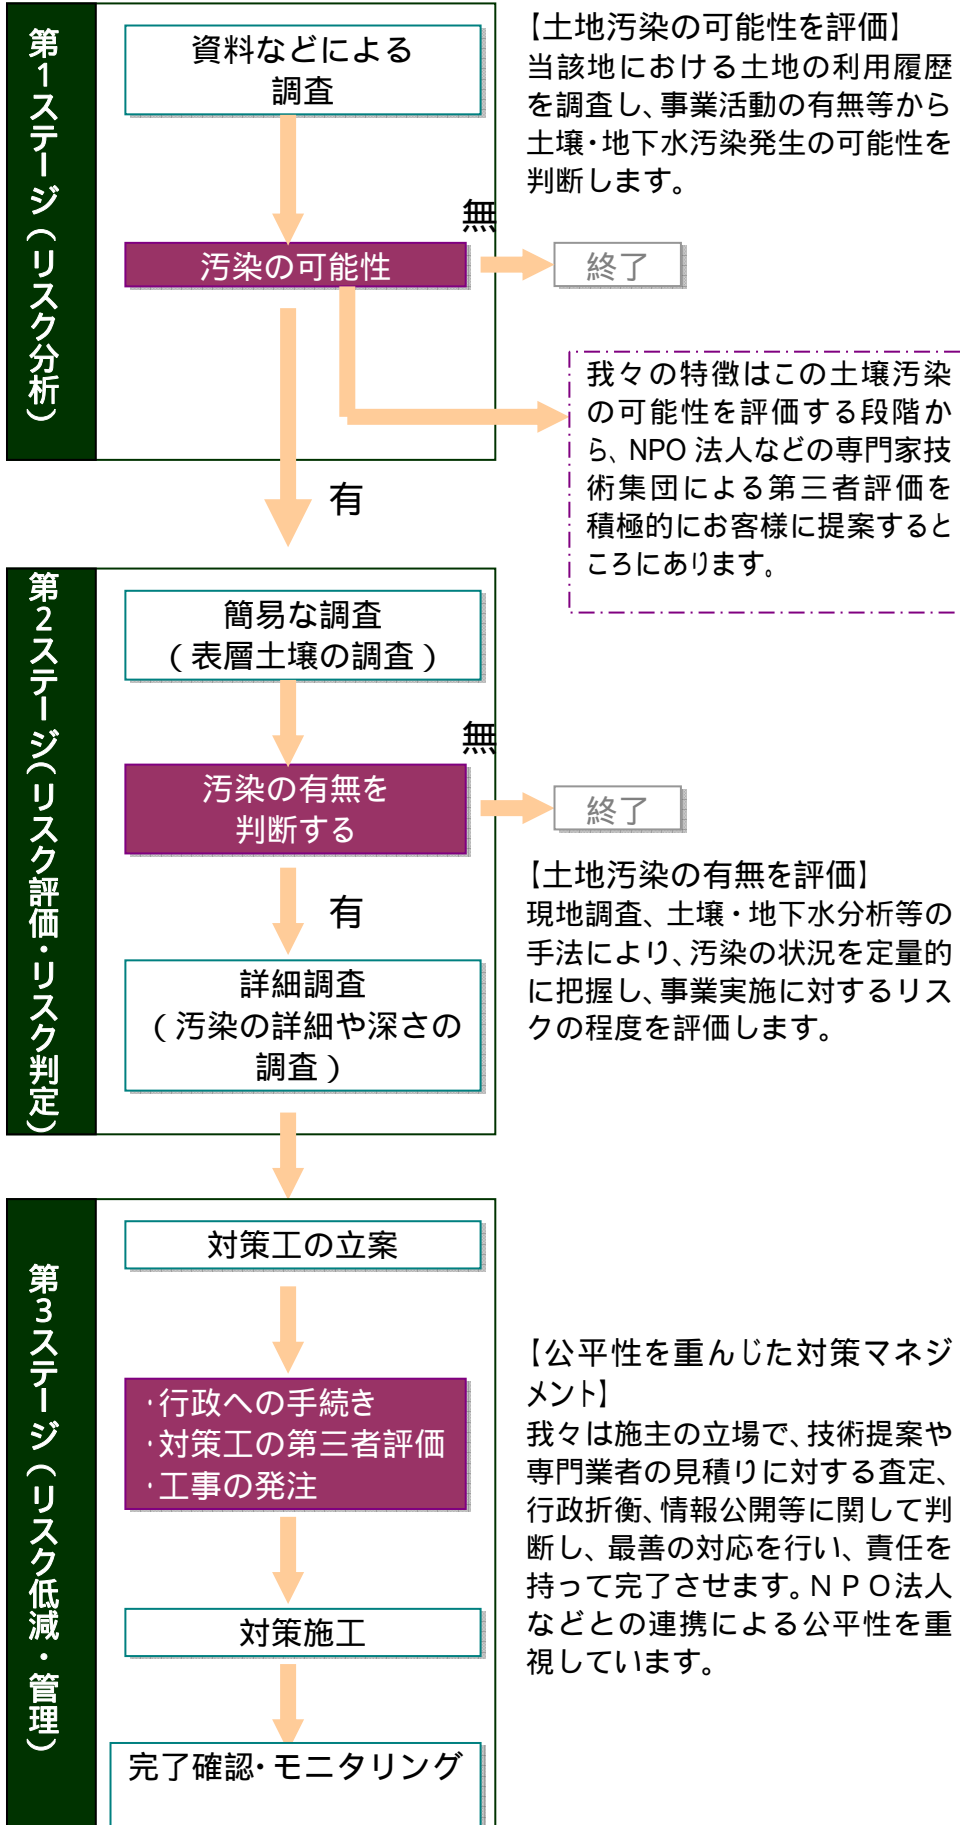 第1ステージ（リスク分析）
資料などによる
調査
汚染の可能性
無
終了
有
【土地汚染の可能性を評価】
当該地における土地の利用履歴
を調査し、事業活動の有無等から
土壌・地下水汚染発生の可能性を
判断します。
我々の特徴はこの土壌汚染
の可能性を評価する段階か
ら、NPO 法人などの専門家技
術集団による第三者評価を
積極的にお客様に提案すると
ころにあります。
第2ステージ（リスク評価・リスク判定）
簡易な調査
（表層土壌の調査）
無
汚染の有無を
判断する
終了
有
詳細調査
（汚染の詳細や深さの
調査）
【土地汚染の有無を評価】
現地調査、土壌・地下水分析等の
手法により、汚染の状況を定量的
に把握し、事業実施に対するリス
クの程度を評価します。
第3ステージ（リスク低減・管理）
対策工の立案
・行政への手続き
・対策工の第三者評価
・工事の発注
対策施工
完了確認・モニタリング
【公平性を重んじた対策マネジ
メント】
我々は施主の立場で、技術提案や
専門業者の見積りに対する査定、
行政折衝、情報公開等に関して判
断し、最善の対応を行い、責任を
持って完了させます。ＮＰＯ法人
などとの連携による公平性を重
視しています。